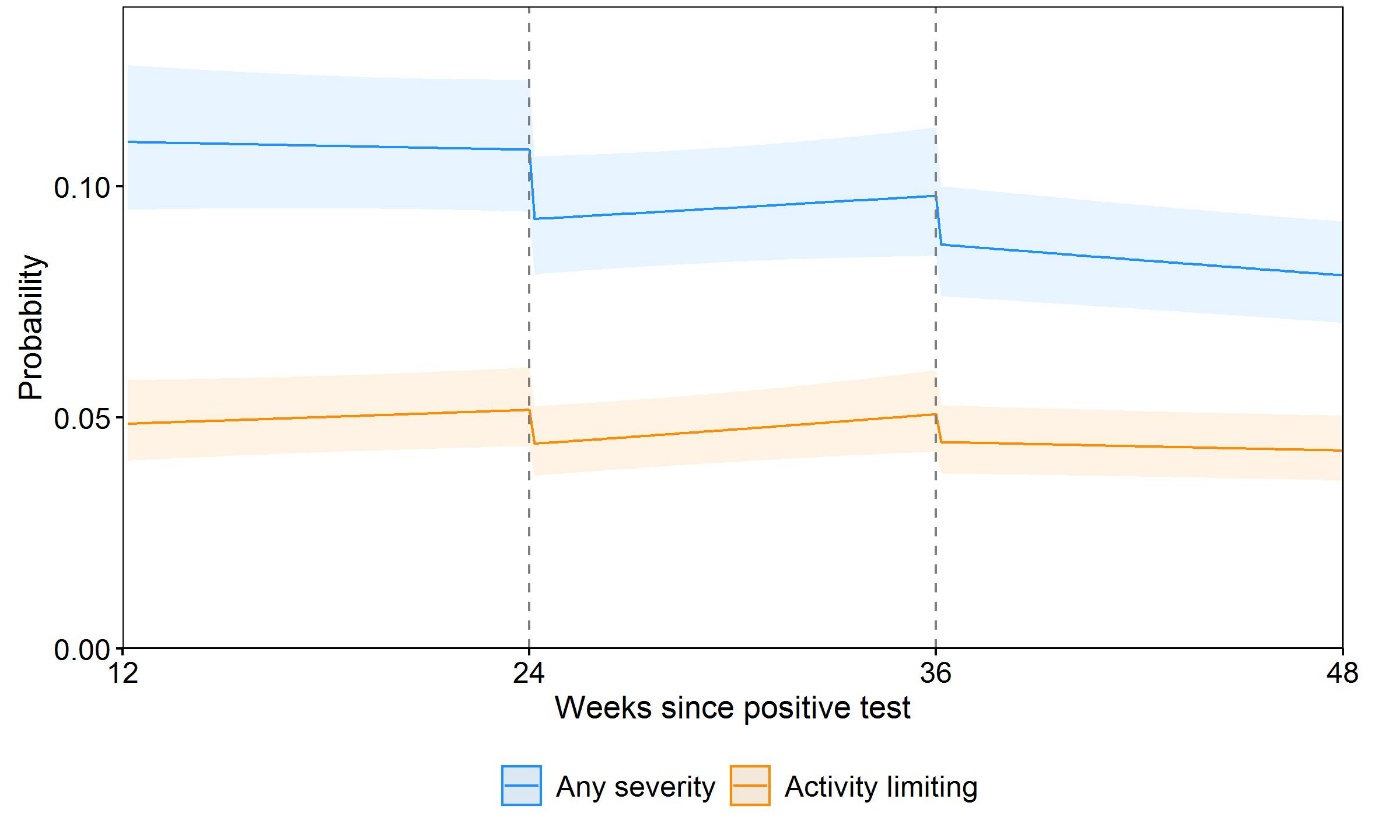 Probability
0.10
0.05
0.00
12 24 36 48
Weeks since positive test
Any severity Activity limiting